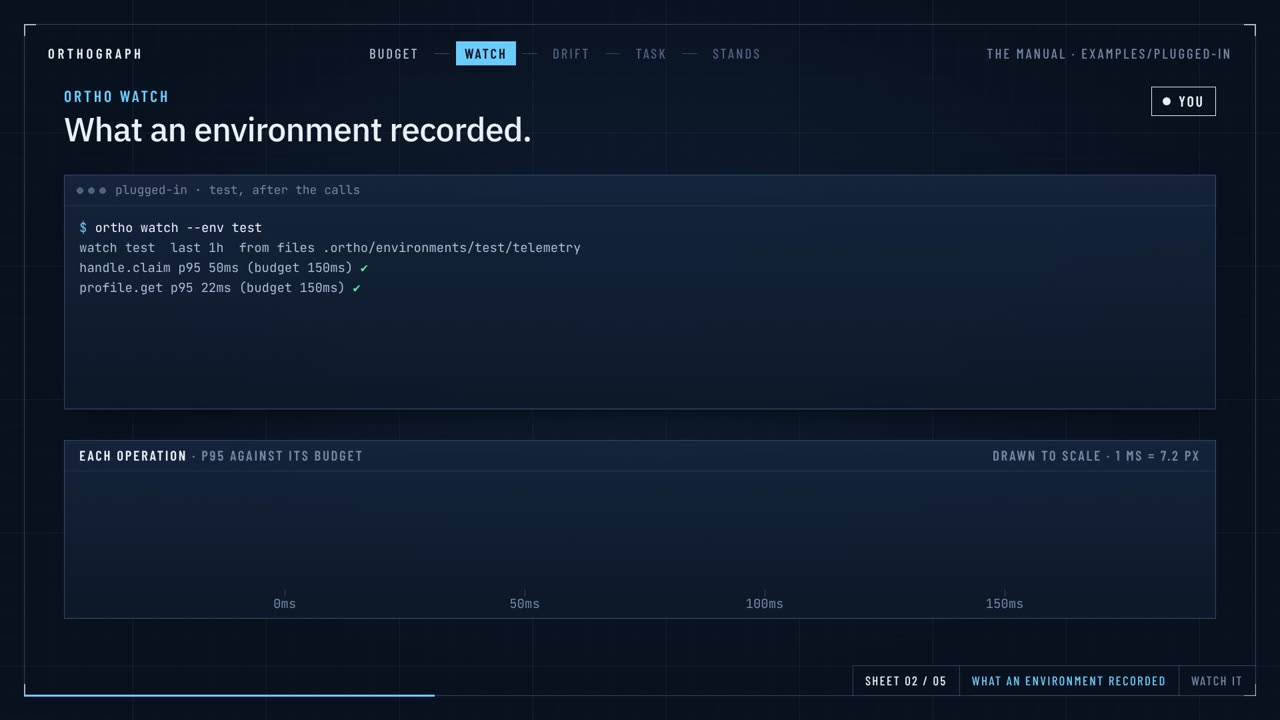 ORTHOGRAPH
BUDGET — WATCH — DRIFT — TASK — STANDS
THE MANUAL · EXAMPLES/PLUGGED-IN
ORTHO WATCH
YOU
What an environment recorded.
plugged-in · test, after the calls
$ ortho watch --env test
watch test  last 1h  from files .ortho/environments/test/telemetry
handle.claim p95 50ms (budget 150ms) ✔
profile.get p95 22ms (budget 150ms) ✔
EACH OPERATION · P95 AGAINST ITS BUDGET
DRAWN TO SCALE · 1 MS = 7.2 PX
0ms 50ms 100ms 150ms
SHEET 02 / 05
WHAT AN ENVIRONMENT RECORDED
WATCH IT